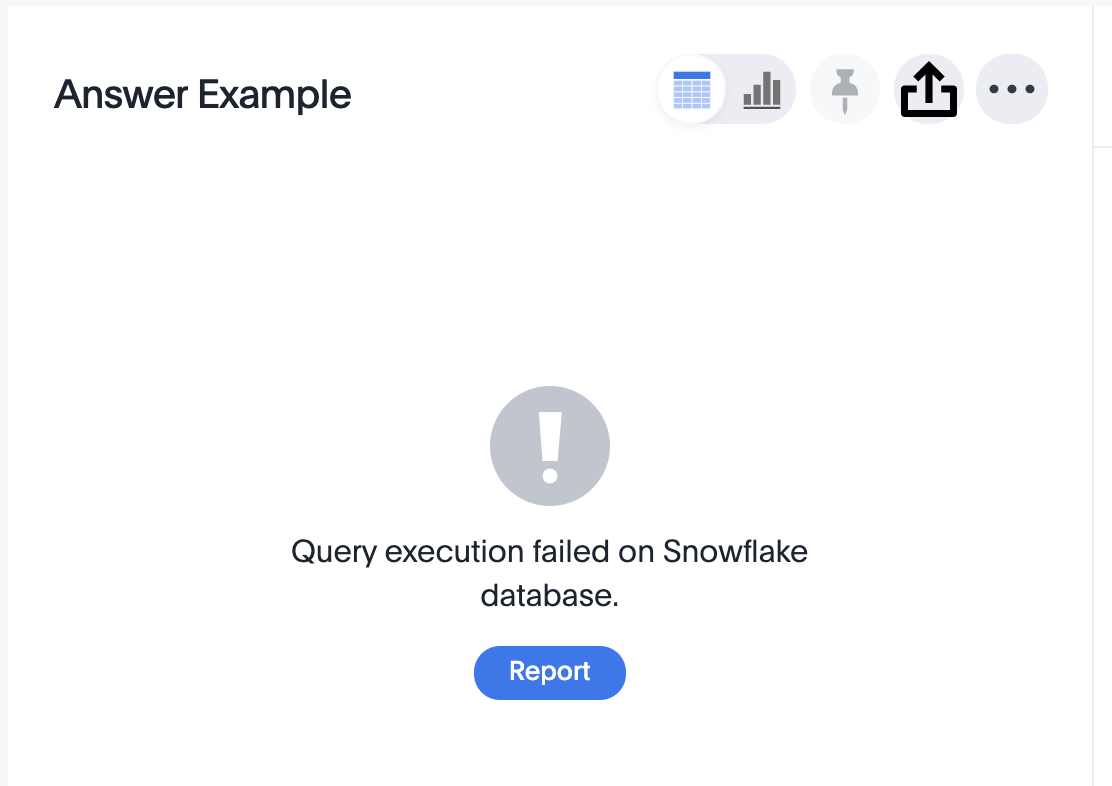 Answer Example
Query execution failed on Snowflake
database.
Report